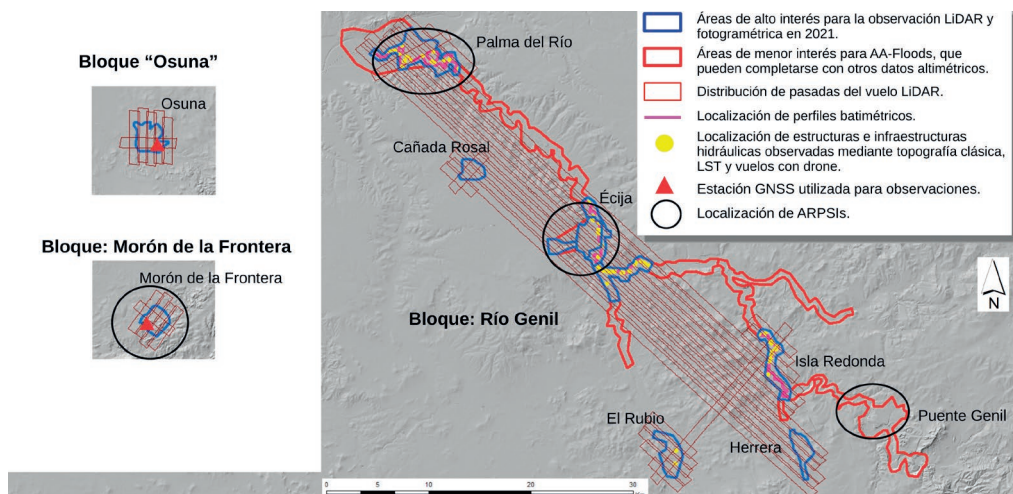 Bloque "Osuna"
Osuna
Bloque: Morón de la Frontera
Morón de la Frontera
Palma del Río
Cañada Rosal
Écija
Bloque: Río Genil
Isla Redonda
El Rubio
Herrera
Puente Genil
Áreas de alto interés para la observación LiDAR y
fotogramétrica en 2021.
Áreas de menor interés para AA-Floods, que
pueden completarse con otros datos altimétricos.
Distribución de pasadas del vuelo LiDAR.
Localización de perfiles batimétricos.
Localización de estructuras e infraestructuras
hidráulicas observadas mediante topografía clásica,
LST y vuelos con drone.
Estación GNSS utilizada para observaciones.
Localización de ARPSIs.
N
0 5 10 20 30